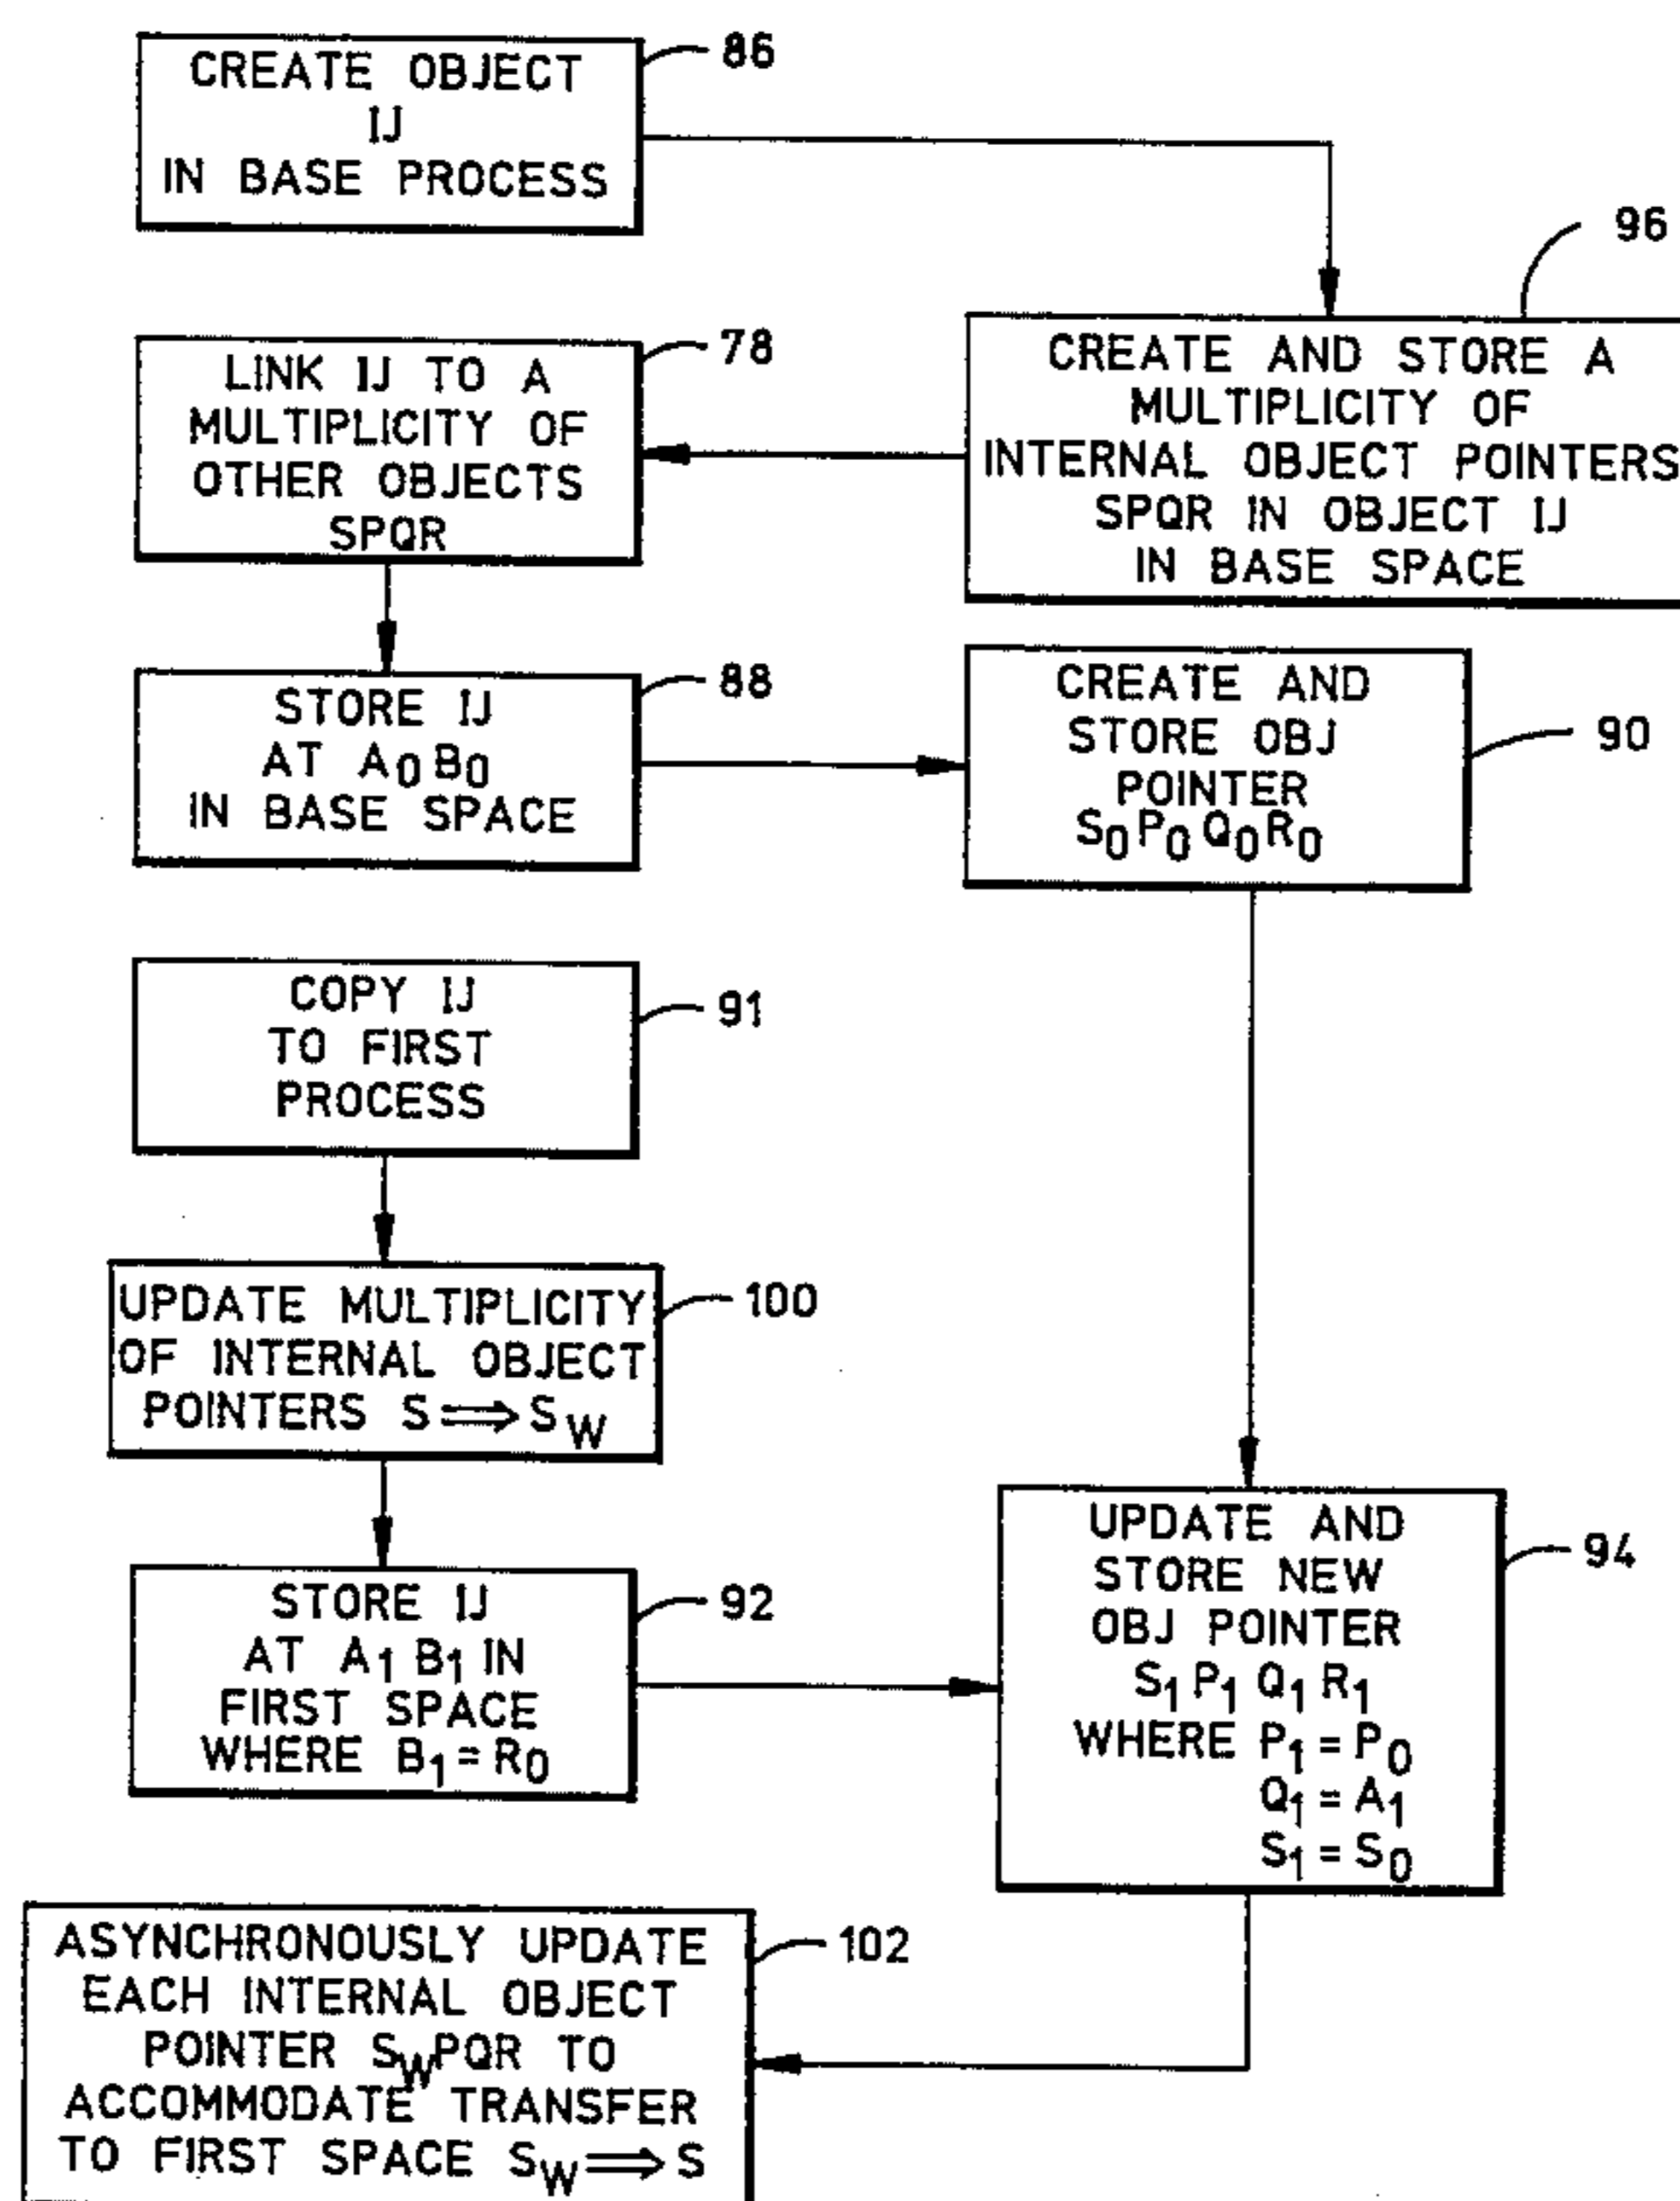 CREATE OBJECT
IJ
IN BASE PROCESS
86
96
CREATE AND STORE A
MULTIPLICITY OF
INTERNAL OBJECT POINTERS
SPQR IN OBJECT IJ
IN BASE SPACE
LINK IJ TO A
MULTIPLICITY OF
OTHER OBJECTS
SPQR
78
STORE IJ
AT A0 B0
IN BASE SPACE
88
CREATE AND
STORE OBJ
POINTER
S0 P0 Q0 R0
90
COPY IJ
TO FIRST
PROCESS
91
UPDATE MULTIPLICITY
OF INTERNAL OBJECT
POINTERS S ⟹ SW
100
STORE IJ
AT A1 B1 IN
FIRST SPACE
WHERE B1 = R0
92
UPDATE AND
STORE NEW
OBJ POINTER
S1 P1 Q1 R1
WHERE P1 = P0
Q1 = A1
S1 = S0
94
ASYNCHRONOUSLY UPDATE
EACH INTERNAL OBJECT
POINTER SWPQR TO
ACCOMMODATE TRANSFER
TO FIRST SPACE SW ⟹ S
102